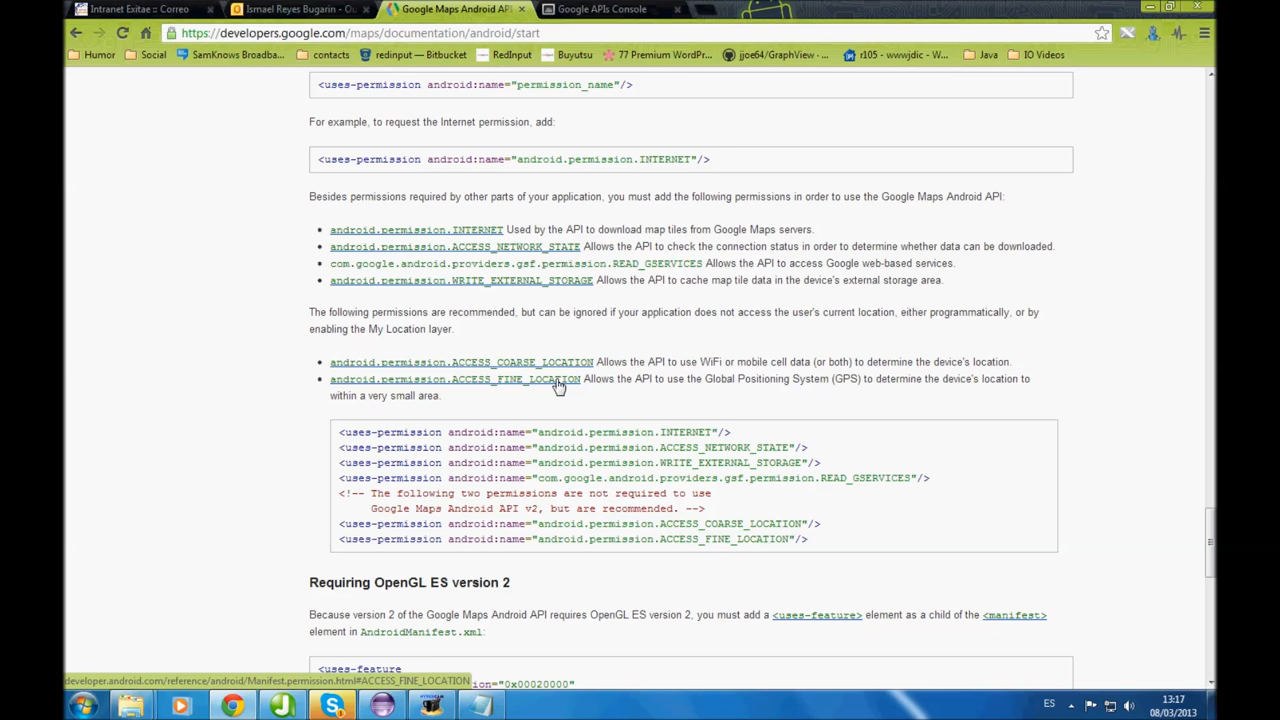 Intranet Exitae :: Correo
Ismael Reyes Bugarin - Ou
Google Maps Android API
Google APIs Console
https://developers.google.com/maps/documentation/android/start
Humor
Social
SamKnows Broadba...
contacts
redinput — Bitbucket
RedInput
Buyutsu
77 Premium WordPr...
jjoe64/GraphView · ...
r105 - wwwjdic - W...
Java
IO Videos
<uses-permission android:name="permission_name"/>
For example, to request the Internet permission, add:
<uses-permission android:name="android.permission.INTERNET"/>
Besides permissions required by other parts of your application, you must add the following permissions in order to use the Google Maps Android API:
android.permission.INTERNET Used by the API to download map tiles from Google Maps servers.
android.permission.ACCESS_NETWORK_STATE Allows the API to check the connection status in order to determine whether data can be downloaded.
com.google.android.providers.gsf.permission.READ_GSERVICES Allows the API to access Google web-based services.
android.permission.WRITE_EXTERNAL_STORAGE Allows the API to cache map tile data in the device's external storage area.
The following permissions are recommended, but can be ignored if your application does not access the user's current location, either programmatically, or by
enabling the My Location layer.
android.permission.ACCESS_COARSE_LOCATION Allows the API to use WiFi or mobile cell data (or both) to determine the device's location.
android.permission.ACCESS_FINE_LOCATION Allows the API to use the Global Positioning System (GPS) to determine the device's location to
within a very small area.
<uses-permission android:name="android.permission.INTERNET"/>
<uses-permission android:name="android.permission.ACCESS_NETWORK_STATE"/>
<uses-permission android:name="android.permission.WRITE_EXTERNAL_STORAGE"/>
<uses-permission android:name="com.google.android.providers.gsf.permission.READ_GSERVICES"/>
<!-- The following two permissions are not required to use
Google Maps Android API v2, but are recommended. -->
<uses-permission android:name="android.permission.ACCESS_COARSE_LOCATION"/>
<uses-permission android:name="android.permission.ACCESS_FINE_LOCATION"/>
Requiring OpenGL ES version 2
Because version 2 of the Google Maps Android API requires OpenGL ES version 2, you must add a <uses-feature> element as a child of the <manifest>
element in AndroidManifest.xml:
<uses-feature
developer.android.com/reference/android/Manifest.permission.html#ACCESS_FINE_LOCATION
ion="0x00020000"
ES
13:17
08/03/2013